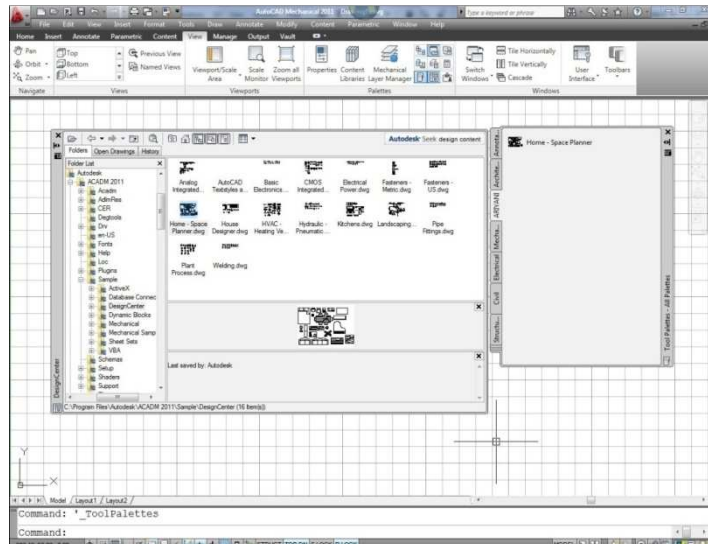 AutoCAD Mechanical 2011
Type a keyword or phrase
File Edit View Insert Format Tools Draw Annotate Modify Content Parametric Window Help
Home Insert Annotate Parametric Content View Manage Output Vault
Pan
Orbit
Zoom
Navigate
Top
Bottom
Left
Previous View
Named Views
Views
Viewport/Scale Area
Scale Monitor
Zoom all Viewports
Viewports
Properties
Content Libraries
Mechanical Layer Manager
Palettes
Switch Windows
Tile Horizontally
Tile Vertically
Cascade
User Interface
Toolbars
Windows
Autodesk Seek design content
Folders Open Drawings History
Folder List
Autodesk
ACADM 2011
Acadm
AdlmRes
CER
Degtools
Drv
en-US
Fonts
Help
Loc
Plugins
Sample
ActiveX
Database Connec
DesignCenter
Dynamic Blocks
Mechanical
Mechanical Samp
Sheet Sets
VBA
Schemas
Setup
Shaders
Support
Analog Integrated...
AutoCAD Textstyles a...
Basic Electronics...
CMOS Integrated...
Electrical Power.dwg
Fasteners - Metric.dwg
Fasteners - US.dwg
Home - Space Planner.dwg
House Designer.dwg
HVAC - Heating Ve...
Hydraulic - Pneumatic ...
Kitchens.dwg
Landscaping...
Pipe Fittings.dwg
Plant Process.dwg
Welding.dwg
Last saved by: Autodesk
C:\Program Files\Autodesk\ACADM 2011\Sample\DesignCenter (16 Item(s))
DesignCenter
Annota...
Archite...
ARIYANI
Mecha...
Electrical
Civil
Structu...
Home - Space Planner
Tool Palettes - All Palettes
Y
X
Model Layout1 Layout2
Command: '_ToolPalettes
Command: